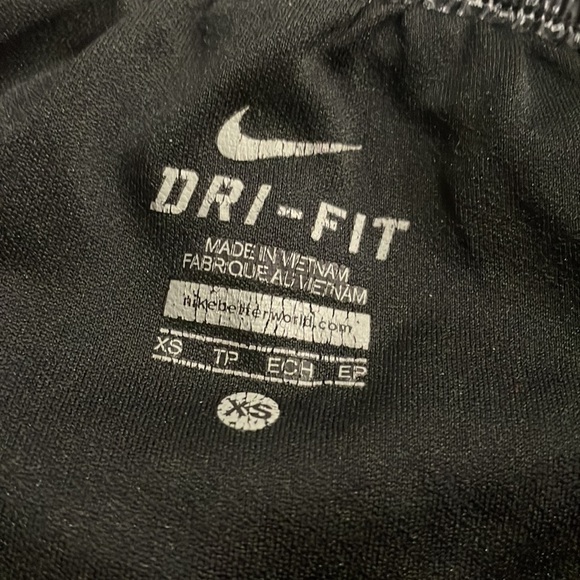 DRI-FIT
MADE IN VIETNAM
FABRIQUE AU VIETNAM
nikebetterworld.com
XS TP ECH EP
XS